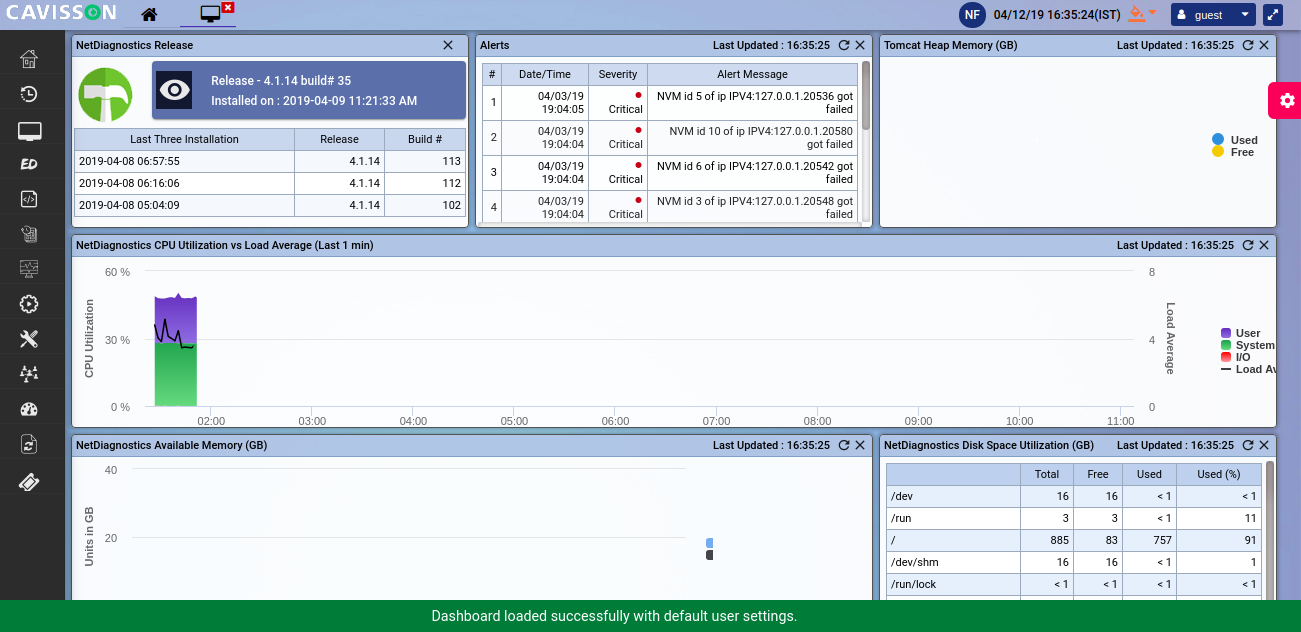 CAVISSON
NF 04/12/19 16:35:24(IST) guest
NetDiagnostics Release
Release - 4.1.14 build# 35
Installed on : 2019-04-09 11:21:33 AM
Last Three Installation Release Build #
2019-04-08 06:57:55 4.1.14 113
2019-04-08 06:16:06 4.1.14 112
2019-04-08 05:04:09 4.1.14 102
Alerts Last Updated : 16:35:25
# Date/Time Severity Alert Message
1 04/03/19 19:04:05 Critical NVM id 5 of ip IPV4:127.0.0.1.20536 got failed
2 04/03/19 19:04:04 Critical NVM id 10 of ip IPV4:127.0.0.1.20580 got failed
3 04/03/19 19:04:04 Critical NVM id 6 of ip IPV4:127.0.0.1.20542 got failed
4 04/03/19 19:04:04 Critical NVM id 3 of ip IPV4:127.0.0.1.20548 got failed
Tomcat Heap Memory (GB) Last Updated : 16:35:25
Used
Free
ED
NetDiagnostics CPU Utilization vs Load Average (Last 1 min) Last Updated : 16:35:25
CPU Utilization
60 %
30 %
0 %
8
4
0
Load Average
02:00 03:00 04:00 05:00 06:00 07:00 08:00 09:00 10:00 11:00
User
System
I/O
Load Av
NetDiagnostics Available Memory (GB) Last Updated : 16:35:25
Units in GB
40
20
NetDiagnostics Disk Space Utilization (GB) Last Updated : 16:35:25
Total Free Used Used (%)
/dev 16 16 < 1 < 1
/run 3 3 < 1 11
/ 885 83 757 91
/dev/shm 16 16 < 1 1
/run/lock < 1 < 1 < 1 < 1
Dashboard loaded successfully with default user settings.